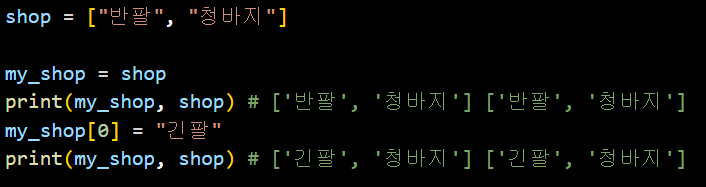 shop = ["반팔", "청바지"]
my_shop = shop
print(my_shop, shop) # ['반팔', '청바지'] ['반팔', '청바지']
my_shop[0] = "긴팔"
print(my_shop, shop) # ['긴팔', '청바지'] ['긴팔', '청바지']